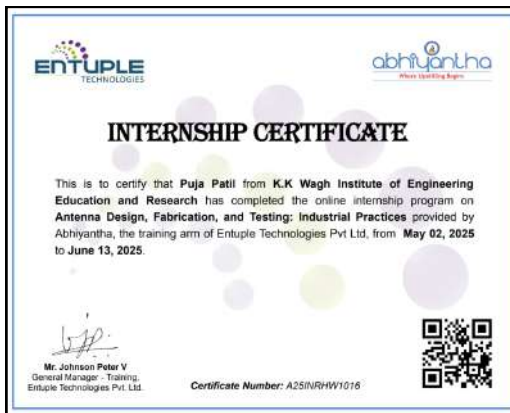 ENTUPLE
TECHNOLOGIES
abhiyantha
Where Upskilling Begins
INTERNSHIP CERTIFICATE
This is to certify that Puja Patil from K.K Wagh Institute of Engineering
Education and Research has completed the online internship program on
Antenna Design, Fabrication, and Testing: Industrial Practices provided by
Abhiyantha, the training arm of Entuple Technologies Pvt Ltd, from May 02, 2025
to June 13, 2025.
Mr. Johnson Peter V
General Manager - Training,
Entuple Technologies Pvt. Ltd.
Certificate Number: A25INRHW1016